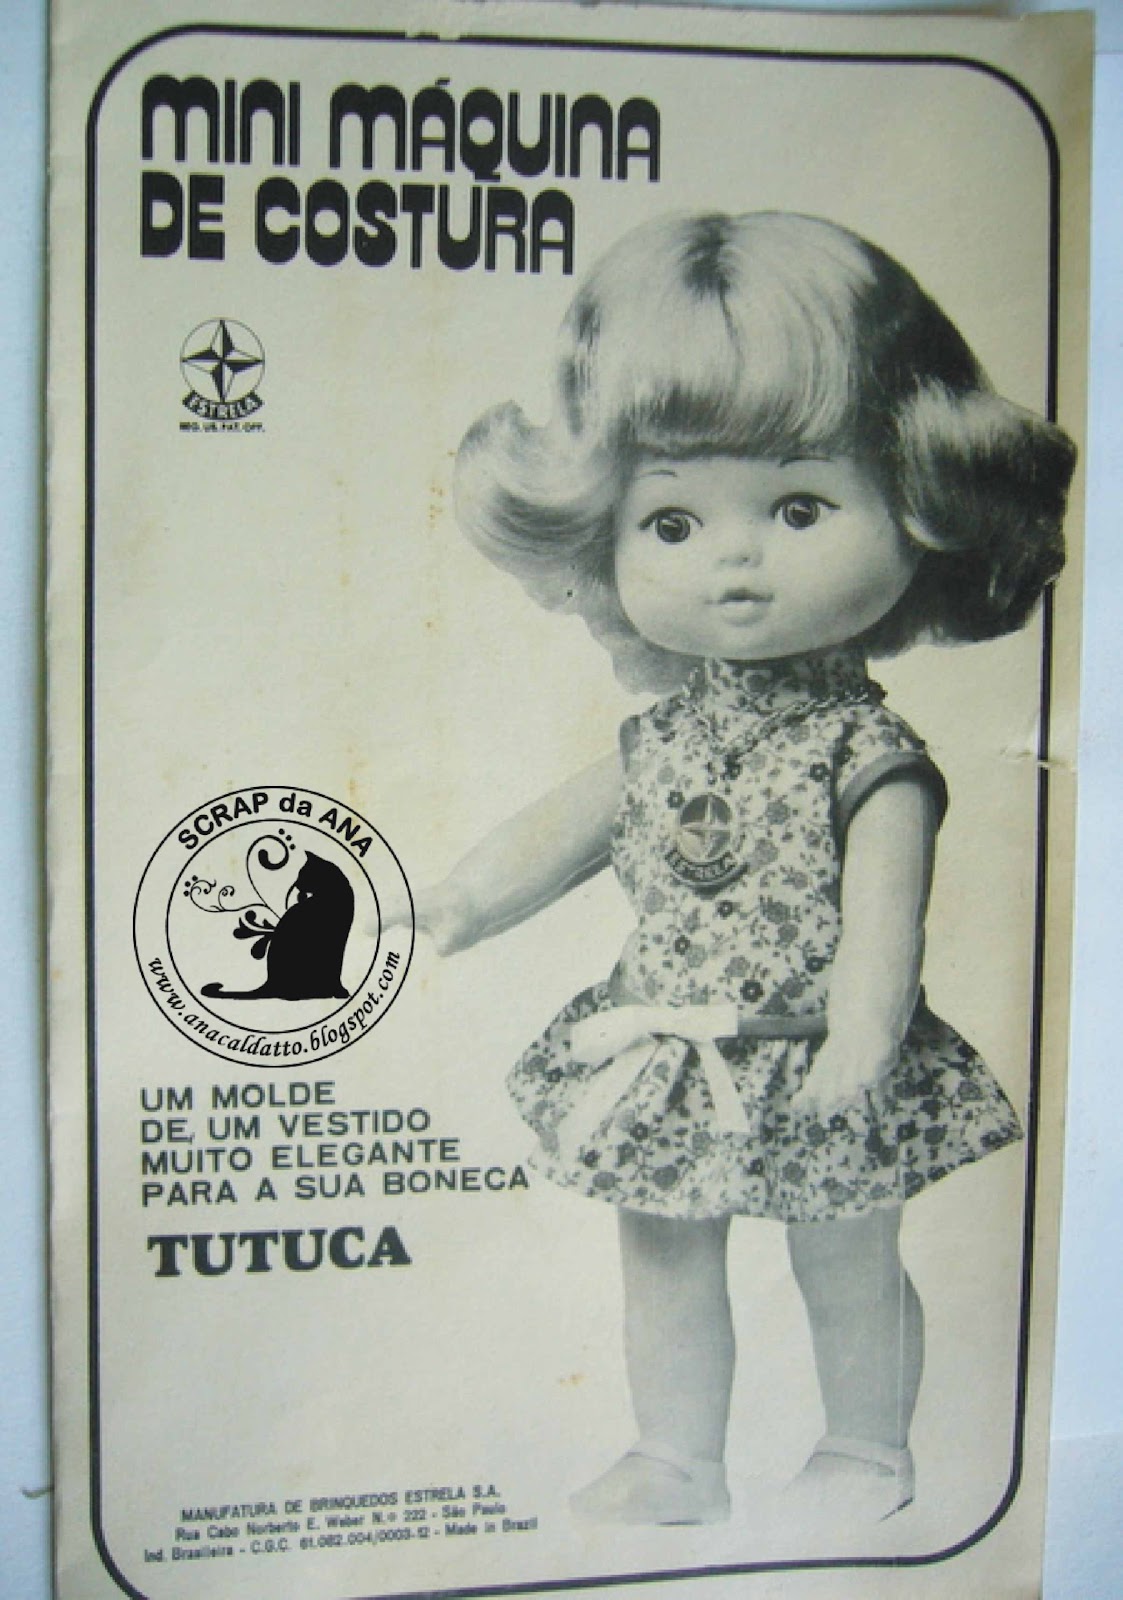 MINI MÁQUINA
DE COSTURA
ESTRELA
REG. US. PAT. OFF.
ESTRELA
SCRAP da ANA
www.anacaldatto.blogspot.com
UM MOLDE
DE, UM VESTIDO
MUITO ELEGANTE
PARA A SUA BONECA
TUTUCA
MANUFATURA DE BRINQUEDOS ESTRELA S.A.
Rua Cabo Norberto E. Weber N.º 222 - São Paulo
Ind. Brasileira - C.G.C. 61.082.004/0003-12 - Made in Brazil